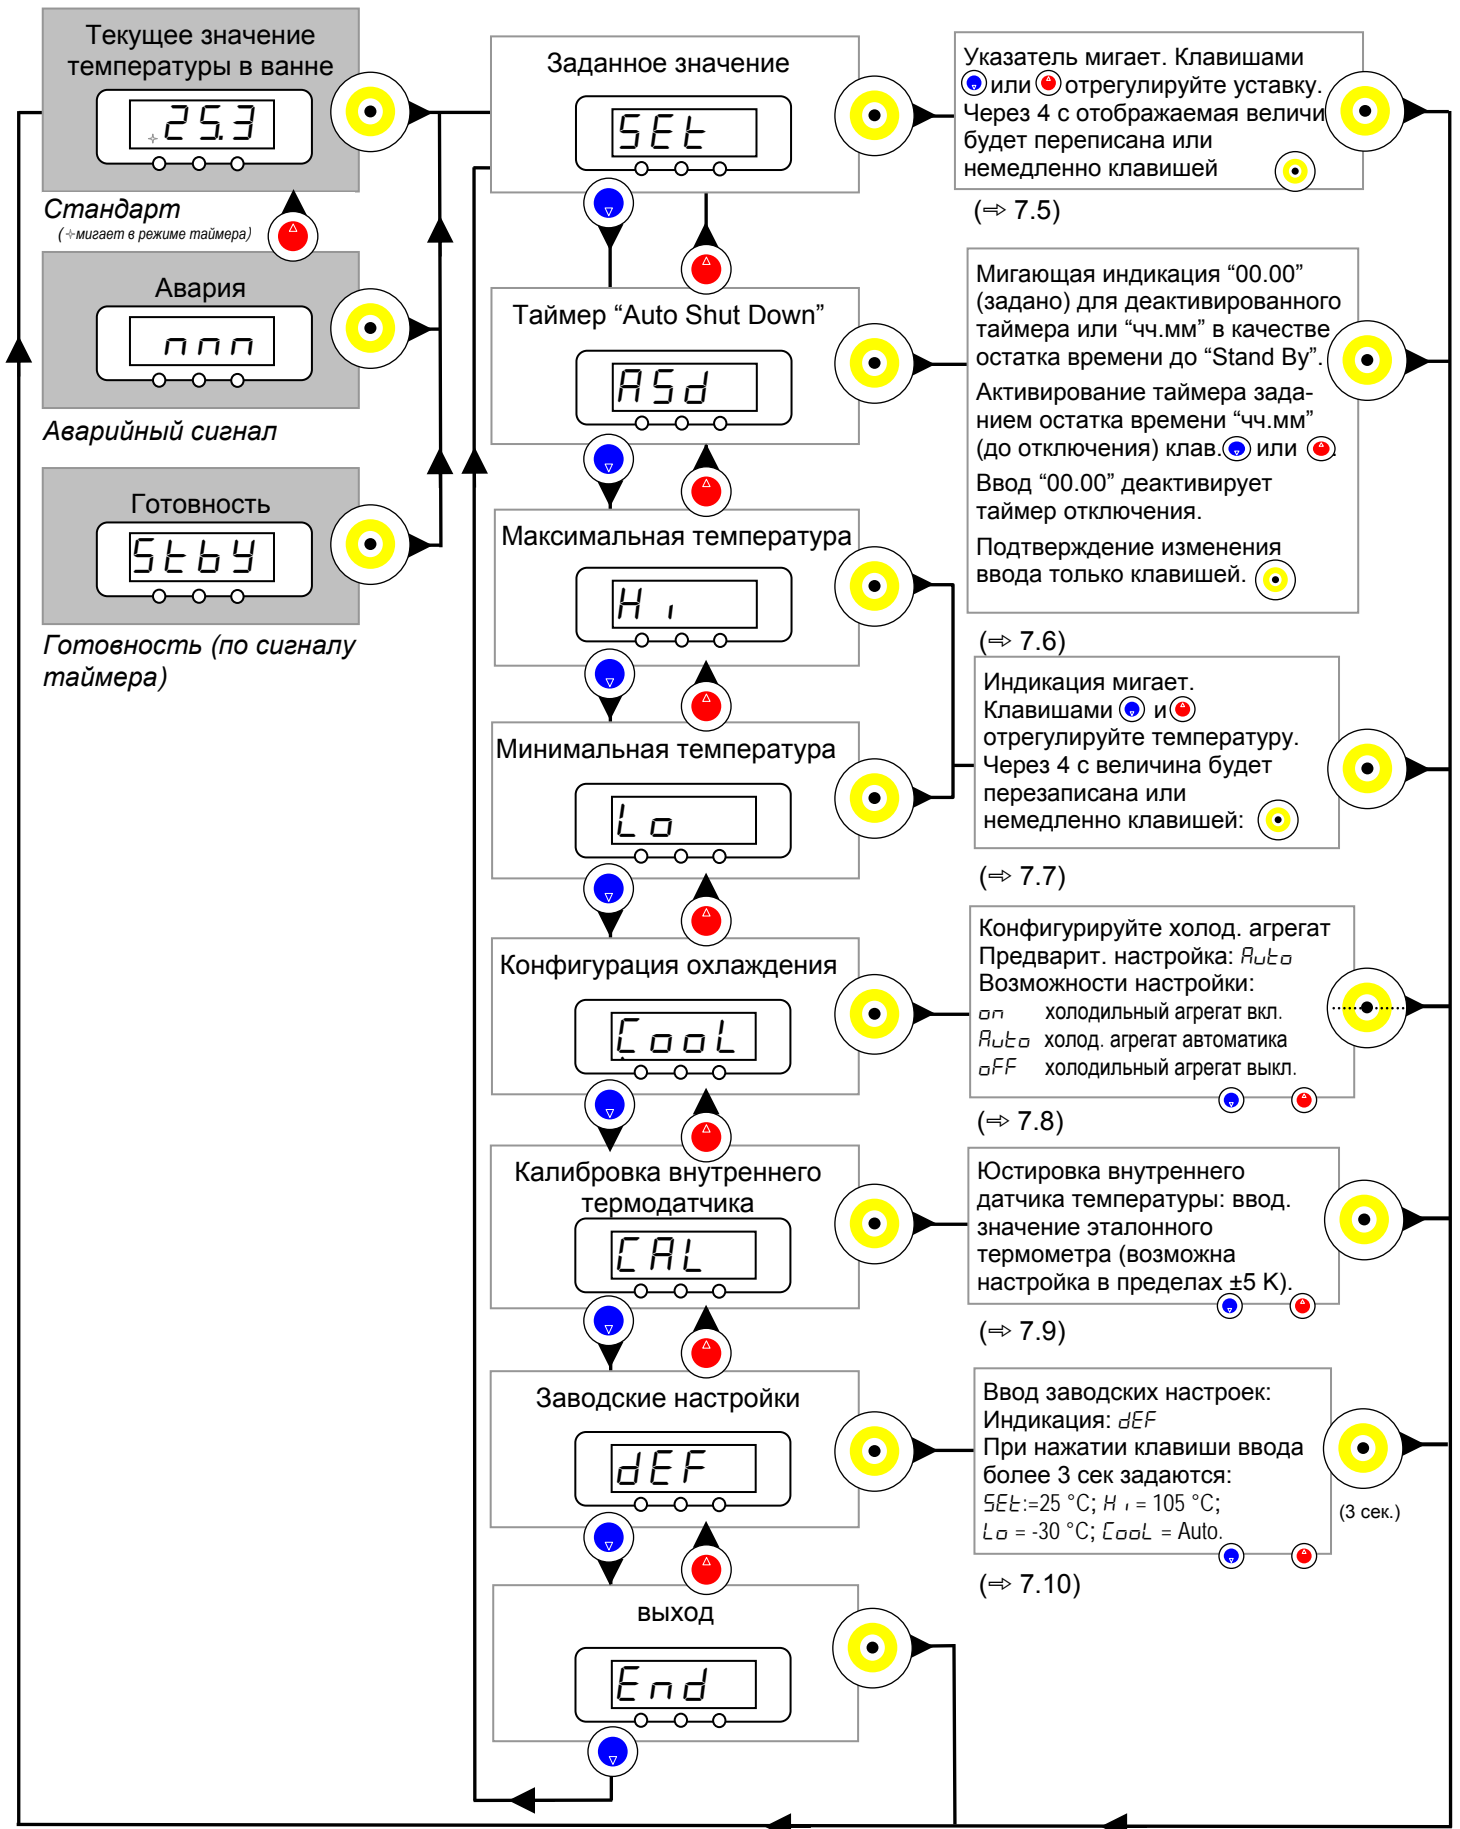 Текущее значение
температуры в ванне
25.3
Стандарт
(✧мигает в режиме таймера)
Авария
Аварийный сигнал
Готовность
Stby
Готовность (по сигналу
таймера)
Заданное значение
SEt
Таймер “Auto Shut Down”
ASd
Максимальная температура
Hi
Минимальная температура
Lo
Конфигурация охлаждения
CooL
Калибровка внутреннего
термодатчика
CAL
Заводские настройки
dEF
выход
End
Указатель мигает. Клавишами
или отрегулируйте уставку.
Через 4 с отображаемая величи
будет переписана или
немедленно клавишей
(⇨ 7.5)
Мигающая индикация “00.00”
(задано) для деактивированного
таймера или “чч.мм” в качестве
остатка времени до “Stand By”.
Активирование таймера зада-
нием остатка времени “чч.мм”
(до отключения) клав. или .
Ввод “00.00” деактивирует
таймер отключения.
Подтверждение изменения
ввода только клавишей.
(⇨ 7.6)
Индикация мигает.
Клавишами и
отрегулируйте температуру.
Через 4 с величина будет
перезаписана или
немедленно клавишей:
(⇨ 7.7)
Конфигурируйте холод. агрегат
Предварит. настройка: Auto
Возможности настройки:
on холодильный агрегат вкл.
Auto холод. агрегат автоматика
oFF холодильный агрегат выкл.
(⇨ 7.8)
Юстировка внутреннего
датчика температуры: ввод.
значение эталонного
термометра (возможна
настройка в пределах ±5 K).
(⇨ 7.9)
Ввод заводских настроек:
Индикация: dEF
При нажатии клавиши ввода
более 3 сек задаются:
SEt:=25 °C; Hi = 105 °C;
Lo = -30 °C; CooL = Auto.
(3 сек.)
(⇨ 7.10)